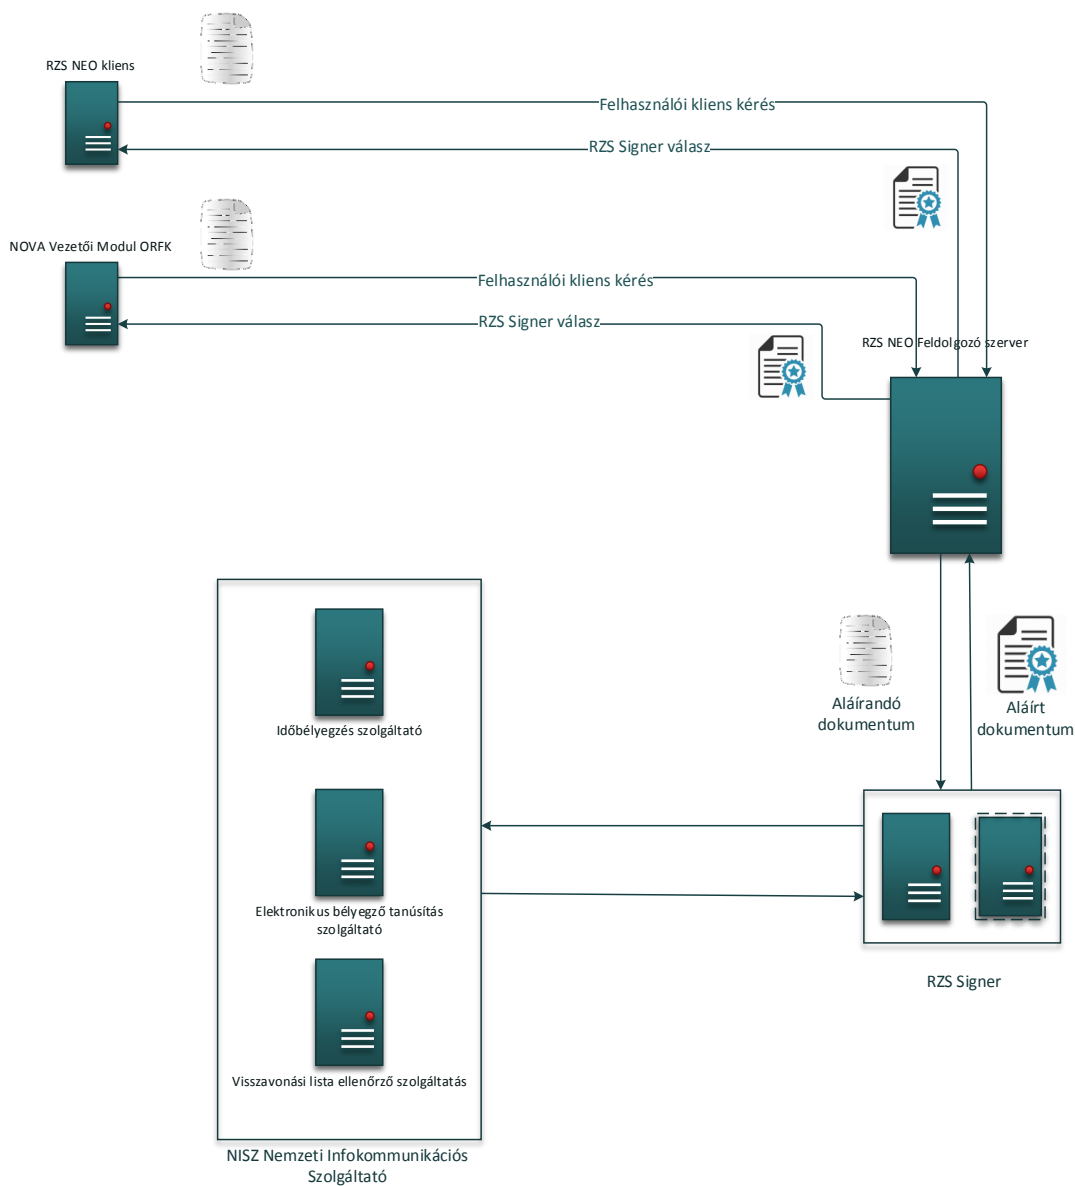 RZS NEO kliens
Felhasználói kliens kérés
RZS Signer válasz
NOVA Vezetői Modul ORFK
Felhasználói kliens kérés
RZS Signer válasz
RZS NEO Feldolgozó szerver
Aláírandó
dokumentum
Aláírt
dokumentum
Időbélyegzés szolgáltató
Elektronikus bélyegző tanúsítás
szolgáltató
RZS Signer
Visszavonási lista ellenőrző szolgáltatás
NISZ Nemzeti Infokommunikációs
Szolgáltató